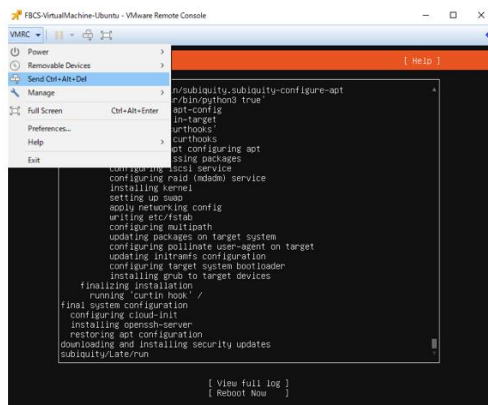 FBCS-VirtualMachine-Ubuntu - VMware Remote Console
VMRC
Power
Removable Devices
Send Ctrl+Alt+Del
Manage
Full Screen Ctrl+Alt+Enter
Preferences...
Help
Exit
[ Help ]
n/subiquity.subiquity-configure-apt
r/bin/python3 true'
apt-config
in-target
curthooks'
curthooks
pt configuring apt
ssing packages
configuring iscsi service
configuring raid (mdadm) service
installing kernel
setting up swap
apply networking config
writing etc/fstab
configuring multipath
updating packages on target system
configuring pollinate user-agent on target
updating initramfs configuration
configuring target system bootloader
installing grub to target devices
finalizing installation
running 'curtin hook' /
final system configuration
configuring cloud-init
installing openssh-server
restoring apt configuration
downloading and installing security updates
subiquity/Late/run
[ View full log ]
[ Reboot Now ]